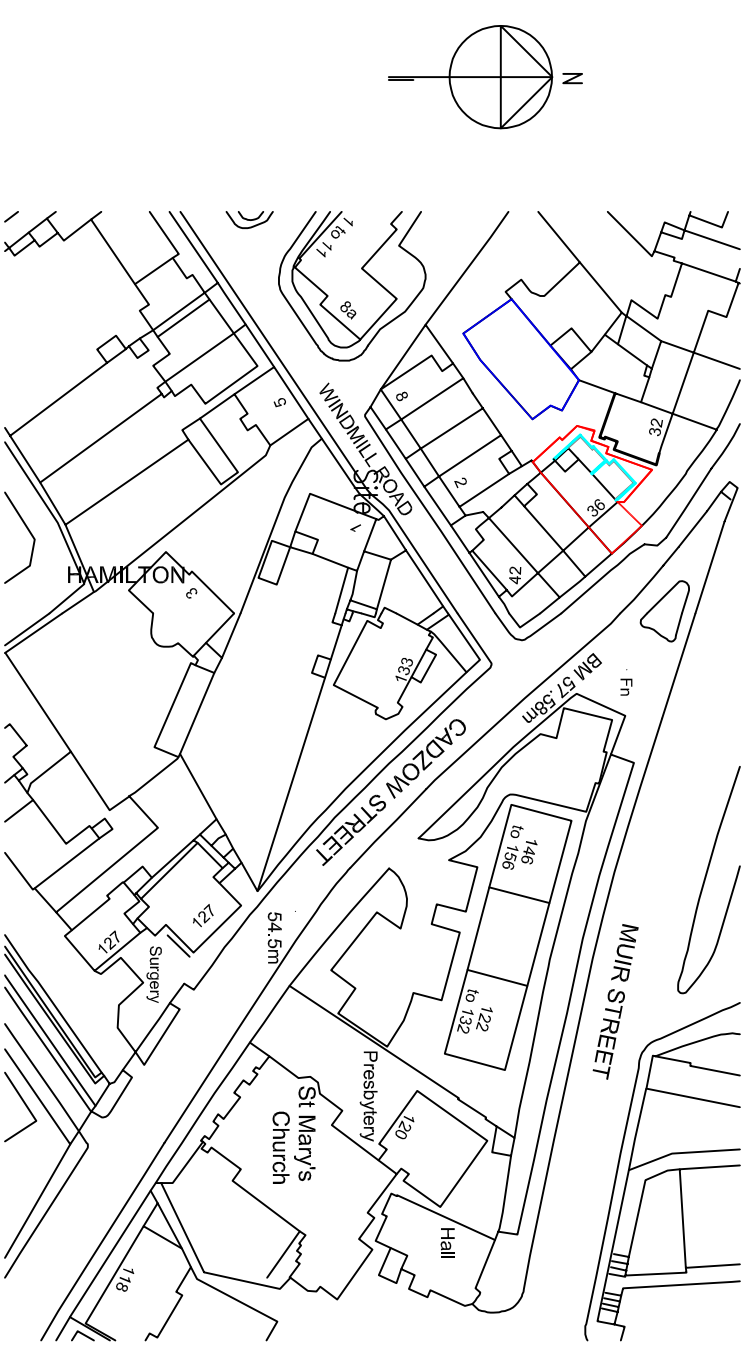 N
1 to 11
8a
32
8
WINDMILL ROAD
5
Site
2
36
1
42
HAMILTON
3
133
BM 57.58m
Fn
CADZOW STREET
146
to 156
MUIR STREET
127
127
54.5m
Surgery
122
to 132
Presbytery
120
St Mary's
Church
Hall
118